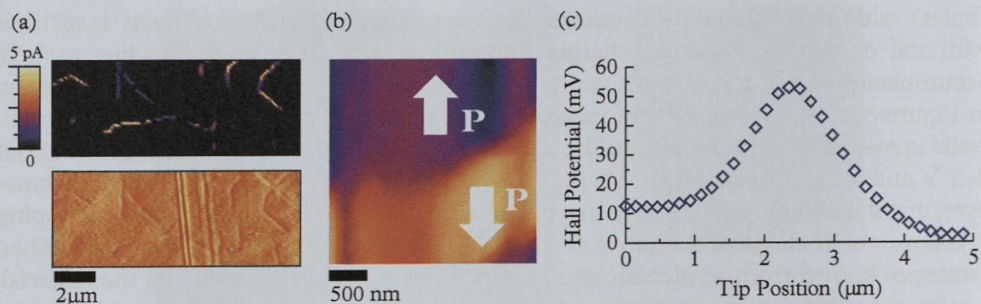 (a)
(b)
(c)
5 pA
0
2μm
P
P
500 nm
Hall Potential (mV)
60
50
40
30
20
10
0
0
1
2
3
4
5
Tip Position (μm)